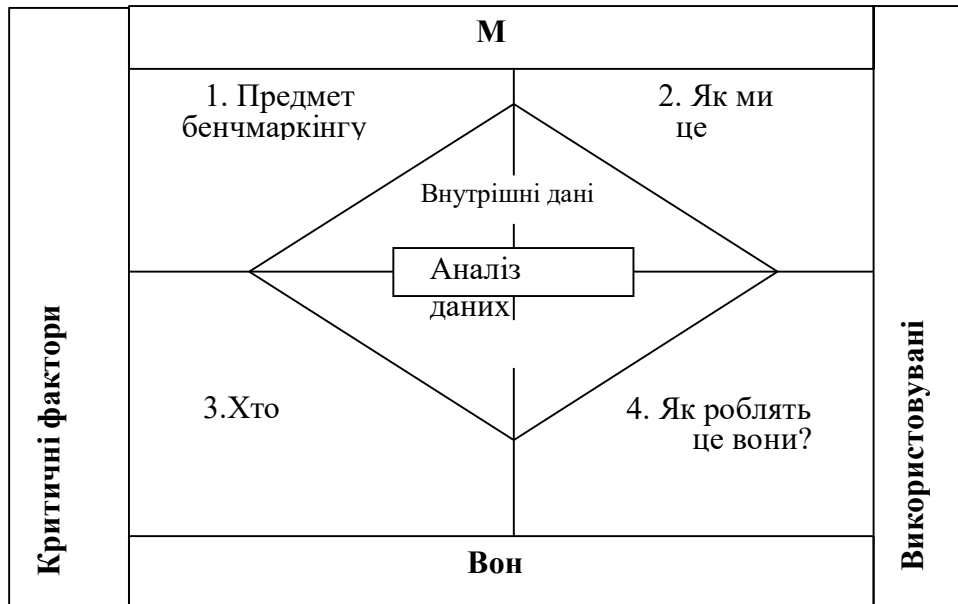 М
1. Предмет
бенчмаркінгу
2. Як ми
це
Внутрішні дані
Аналіз
даних
3.Хто
4. Як роблять
це вони?
Вон
Критичні фактори
Використовувані